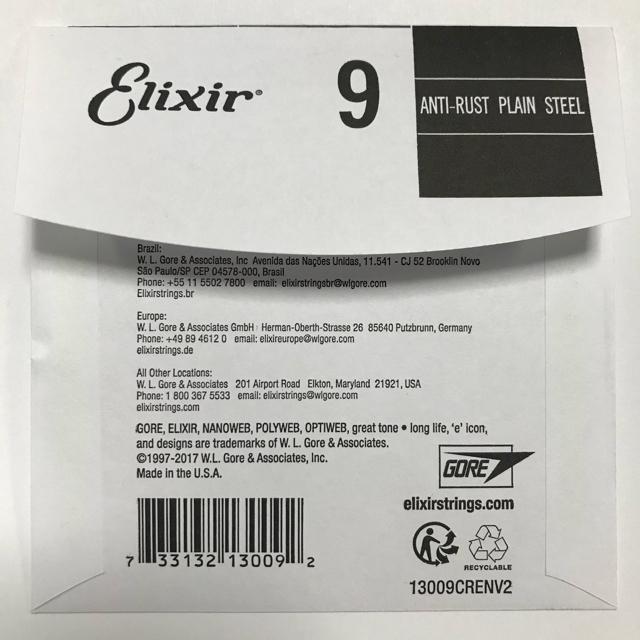 Elixir®
9
ANTI-RUST PLAIN STEEL
Brazil:
W. L. Gore & Associates, Inc Avenida das Nações Unidas, 11.541 - CJ 52 Brooklin Novo
São Paulo/SP CEP 04578-000, Brasil
Phone: +55 11 5502 7800 email: elixirstringsbr@wlgore.com
Elixirstrings.br
Europe:
W. L. Gore & Associates GmbH Herman-Oberth-Strasse 26 85640 Putzbrunn, Germany
Phone: +49 89 4612 0 email: elixireurope@wlgore.com
elixirstrings.de
All Other Locations:
W. L. Gore & Associates 201 Airport Road Elkton, Maryland 21921, USA
Phone: 1 800 367 5533 email: elixirstrings@wlgore.com
elixirstrings.com
GORE, ELIXIR, NANOWEB, POLYWEB, OPTIWEB, great tone • long life, 'e' icon,
and designs are trademarks of W. L. Gore & Associates.
©1997-2017 W. L. Gore & Associates, Inc.
Made in the U.S.A.
GORE
elixirstrings.com
7 33132 13009 2
RECYCLABLE
13009CRENV2